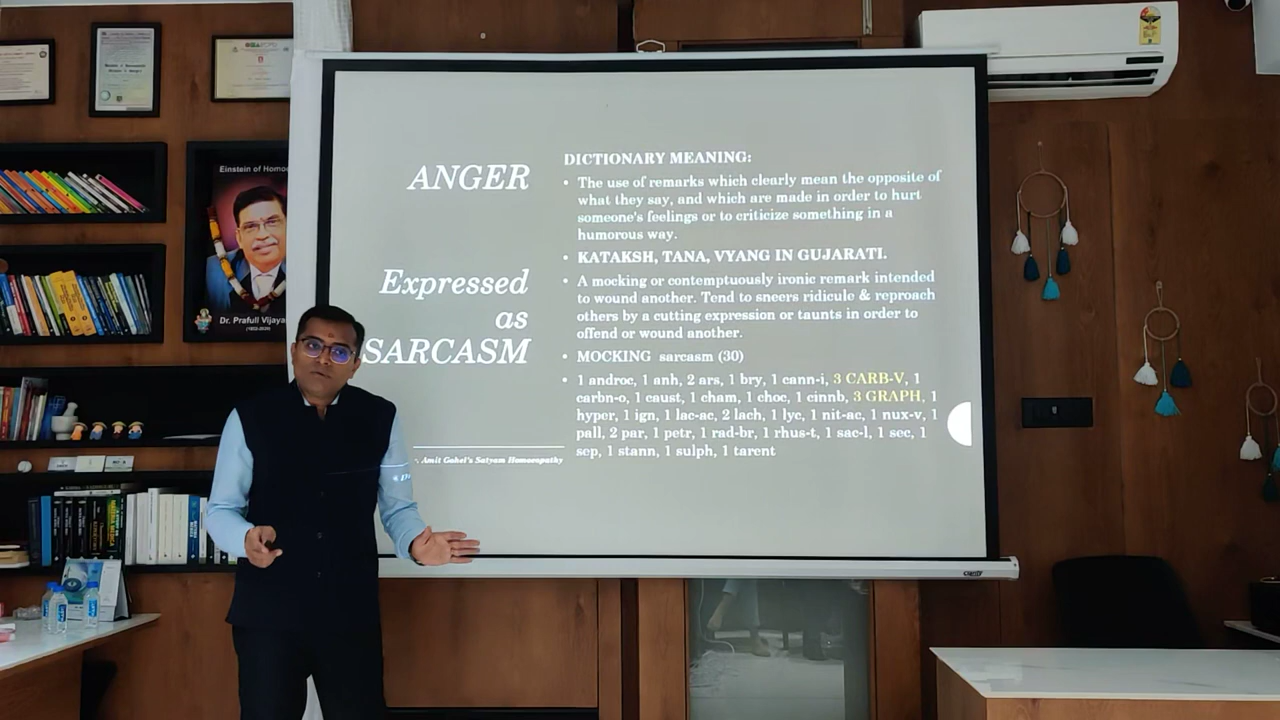 Einstein of Homoe
Dr. Prafull Vijaya
ANGER
Expressed
as
SARCASM
DICTIONARY MEANING:
• The use of remarks which clearly mean the opposite of
what they say, and which are made in order to hurt
someone's feelings or to criticize something in a
humorous way.
• KATAKSH, TANA, VYANG IN GUJARATI.
• A mocking or contemptuously ironic remark intended
to wound another. Tend to sneers ridicule & reproach
others by a cutting expression or taunts in order to
offend or wound another.
• MOCKING sarcasm (30)
• 1 androc, 1 anh, 2 ars, 1 bry, 1 cann-i, 3 CARB-V, 1
carbn-o, 1 caust, 1 cham, 1 choc, 1 cinnb, 3 GRAPH, 1
hyper, 1 ign, 1 lac-ac, 2 lach, 1 lyc, 1 nit-ac, 1 nux-v, 1
pall, 2 par, 1 petr, 1 rad-br, 1 rhus-t, 1 sac-l, 1 sec, 1
sep, 1 stann, 1 sulph, 1 tarent
Amit Gohel's Satyam Homoeopathy